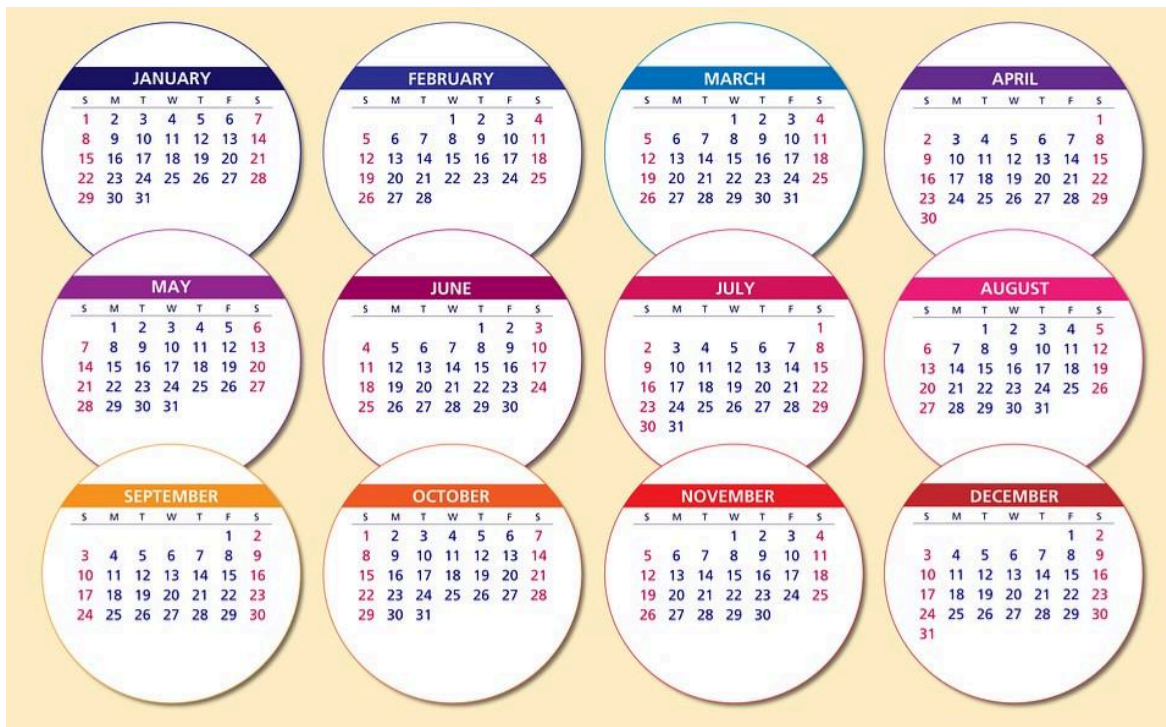 JANUARY
S M T W T F S
1 2 3 4 5 6 7
8 9 10 11 12 13 14
15 16 17 18 19 20 21
22 23 24 25 26 27 28
29 30 31
FEBRUARY
S M T W T F S
1 2 3 4
5 6 7 8 9 10 11
12 13 14 15 16 17 18
19 20 21 22 23 24 25
26 27 28
MARCH
S M T W T F S
1 2 3 4
5 6 7 8 9 10 11
12 13 14 15 16 17 18
19 20 21 22 23 24 25
26 27 28 29 30 31
APRIL
S M T W T F S
1
2 3 4 5 6 7 8
9 10 11 12 13 14 15
16 17 18 19 20 21 22
23 24 25 26 27 28 29
30
MAY
S M T W T F S
1 2 3 4 5 6
7 8 9 10 11 12 13
14 15 16 17 18 19 20
21 22 23 24 25 26 27
28 29 30 31
JUNE
S M T W T F S
1 2 3
4 5 6 7 8 9 10
11 12 13 14 15 16 17
18 19 20 21 22 23 24
25 26 27 28 29 30
JULY
S M T W T F S
1
2 3 4 5 6 7 8
9 10 11 12 13 14 15
16 17 18 19 20 21 22
23 24 25 26 27 28 29
30 31
AUGUST
S M T W T F S
1 2 3 4 5
6 7 8 9 10 11 12
13 14 15 16 17 18 19
20 21 22 23 24 25 26
27 28 29 30 31
SEPTEMBER
S M T W T F S
1 2
3 4 5 6 7 8 9
10 11 12 13 14 15 16
17 18 19 20 21 22 23
24 25 26 27 28 29 30
OCTOBER
S M T W T F S
1 2 3 4 5 6 7
8 9 10 11 12 13 14
15 16 17 18 19 20 21
22 23 24 25 26 27 28
29 30 31
NOVEMBER
S M T W T F S
1 2 3 4
5 6 7 8 9 10 11
12 13 14 15 16 17 18
19 20 21 22 23 24 25
26 27 28 29 30
DECEMBER
S M T W T F S
1 2
3 4 5 6 7 8 9
10 11 12 13 14 15 16
17 18 19 20 21 22 23
24 25 26 27 28 29 30
31